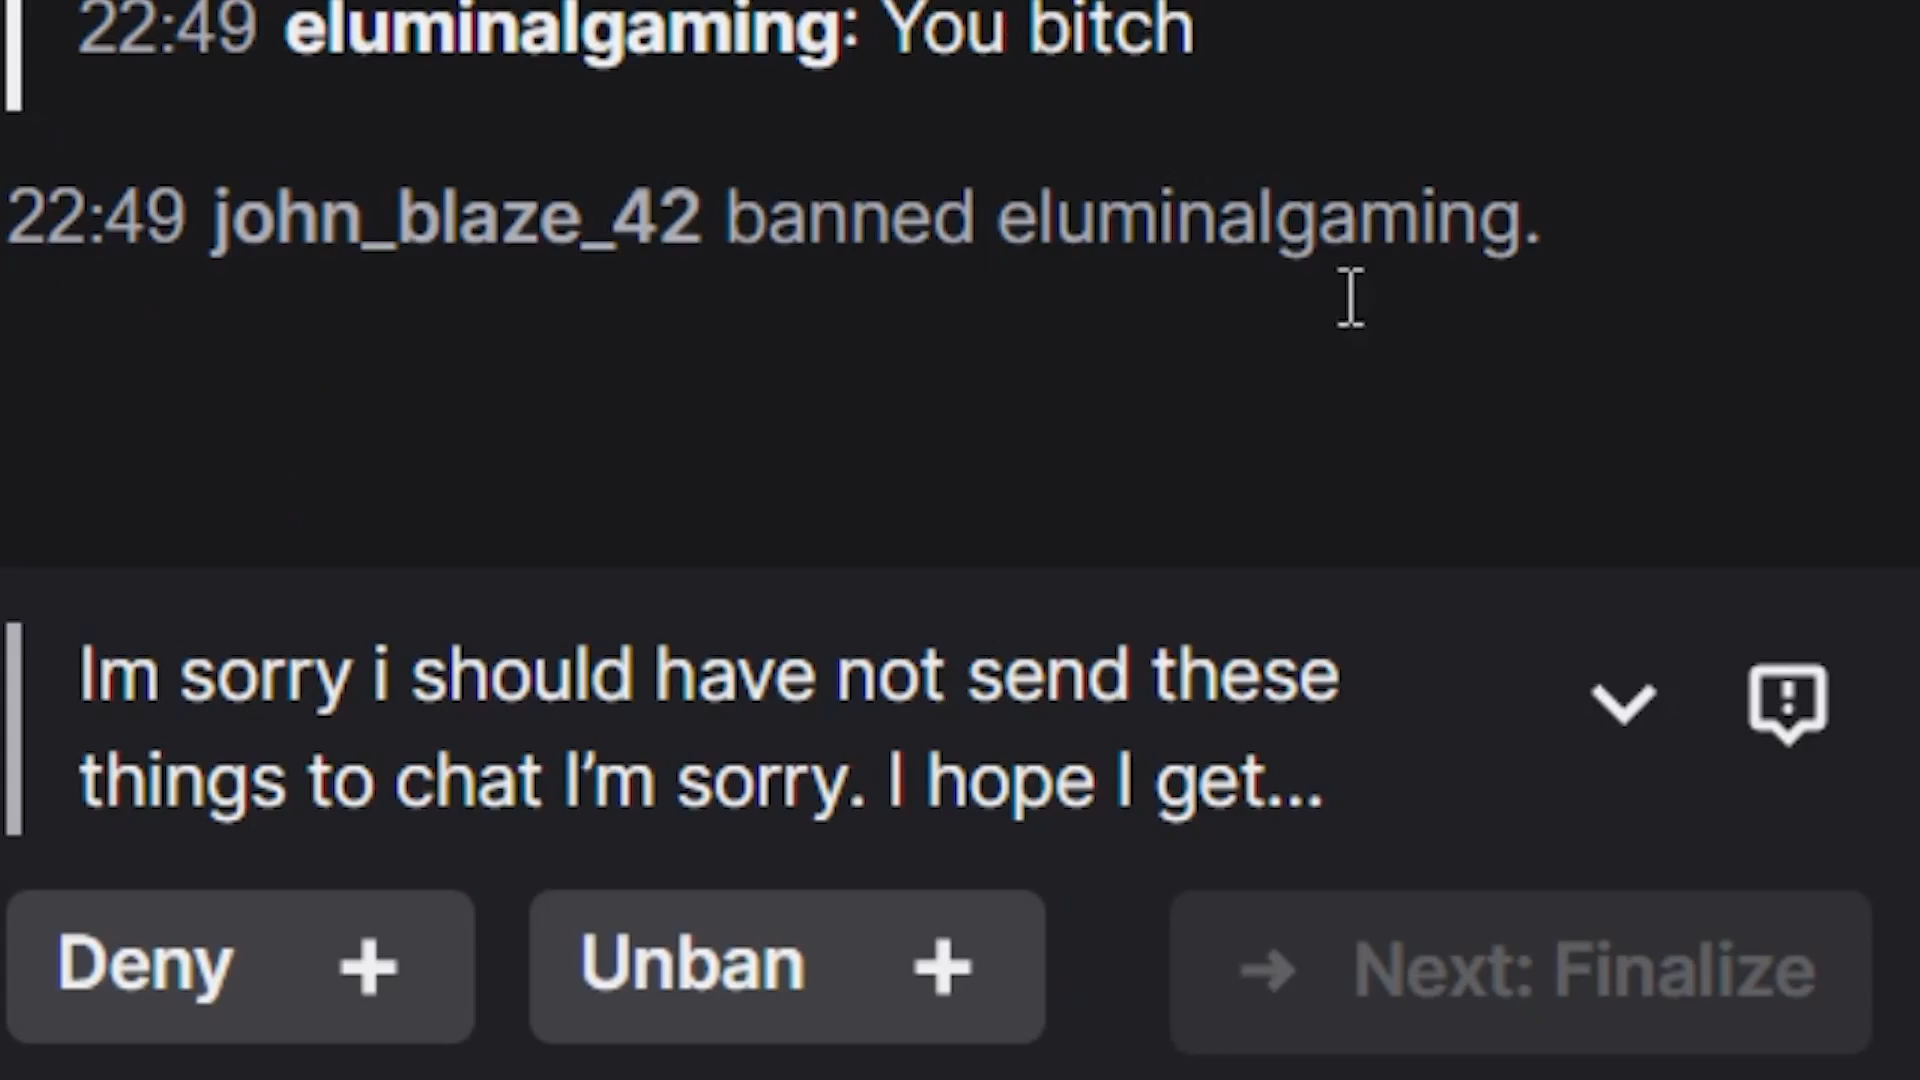 22:49 eluminalgaming: You bitch
22:49 john_blaze_42 banned eluminalgaming.
Im sorry i should have not send these
things to chat I’m sorry. I hope I get...
Deny
Unban
Next: Finalize